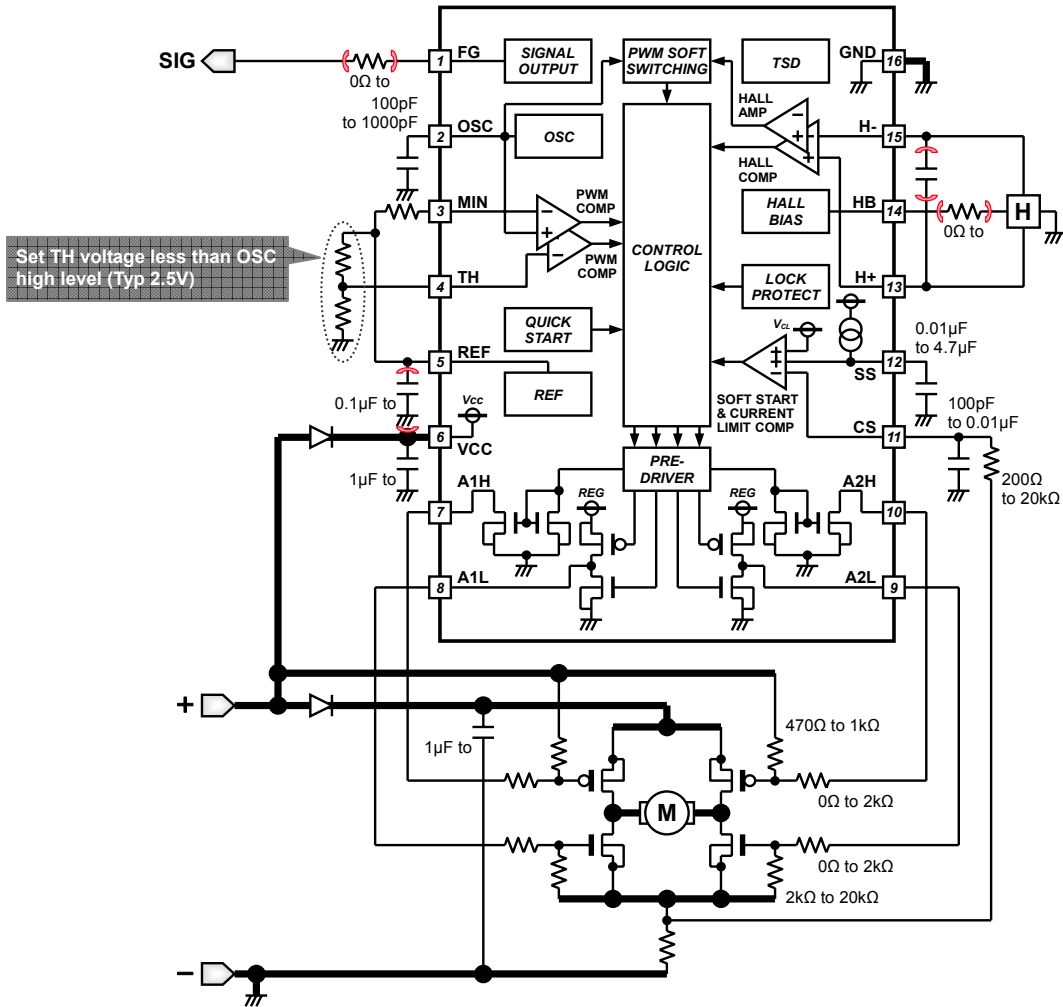 SIG
0Ω to
1
FG
SIGNAL
OUTPUT
PWM SOFT
SWITCHING
TSD
GND
16
100pF
to 1000pF
2
OSC
OSC
HALL
AMP
HALL
COMP
H-
15
3
MIN
PWM
COMP
PWM
COMP
CONTROL
LOGIC
HALL
BIAS
HB
14
0Ω to
H
Set TH voltage less than OSC
high level (Typ 2.5V)
4
TH
LOCK
PROTECT
H+
13
QUICK
START
VCL
0.01µF
to 4.7µF
5
REF
REF
SS
12
SOFT START
& CURRENT
LIMIT COMP
0.1µF to
Vcc
6
VCC
1µF to
CS
11
100pF
to 0.01µF
200Ω
to 20kΩ
PRE-
DRIVER
A1H
7
REG
REG
A2H
10
8
A1L
A2L
9
+
1µF to
470Ω to 1kΩ
0Ω to 2kΩ
M
0Ω to 2kΩ
2kΩ to 20kΩ
−